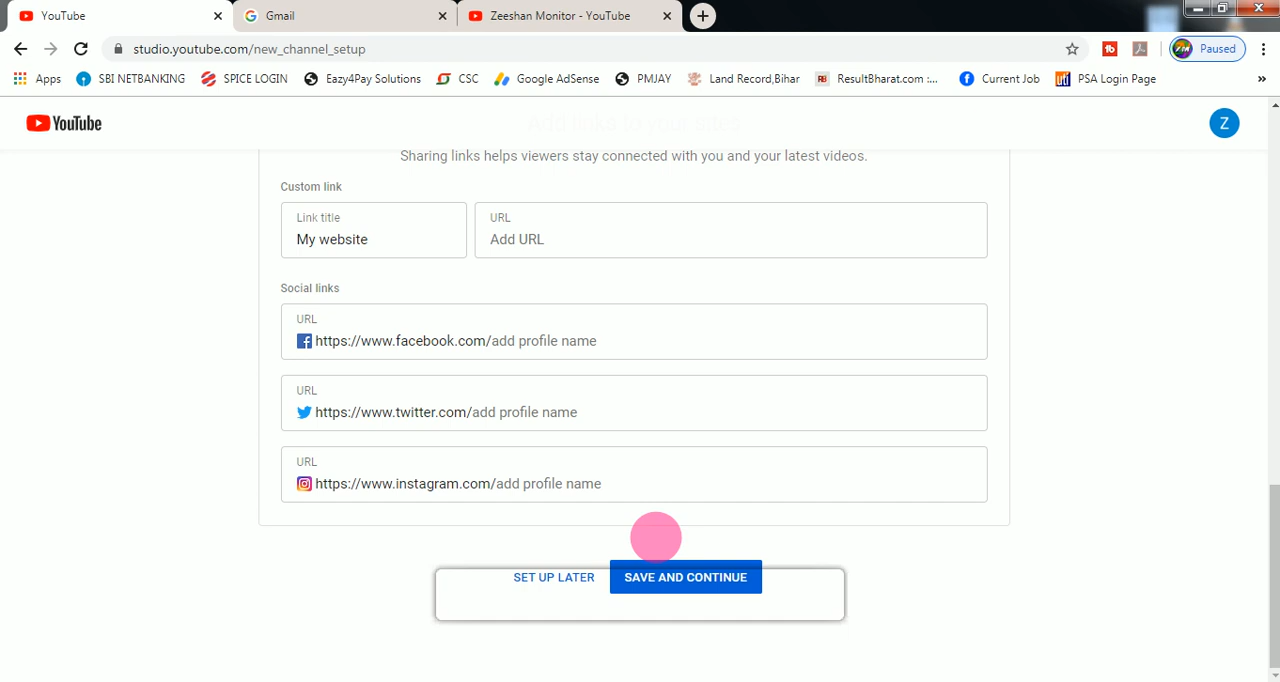 YouTube
Gmail
Zeeshan Monitor - YouTube
studio.youtube.com/new_channel_setup
Paused
Apps
SBI NETBANKING
SPICE LOGIN
Eazy4Pay Solutions
CSC
Google AdSense
PMJAY
Land Record,Bihar
ResultBharat.com :...
Current Job
PSA Login Page
»
YouTube
Add links to your sites
Z
Sharing links helps viewers stay connected with you and your latest videos.
Custom link
Link title
My website
URL
Add URL
Social links
URL
https://www.facebook.com/add profile name
URL
https://www.twitter.com/add profile name
URL
https://www.instagram.com/add profile name
SET UP LATER
SAVE AND CONTINUE